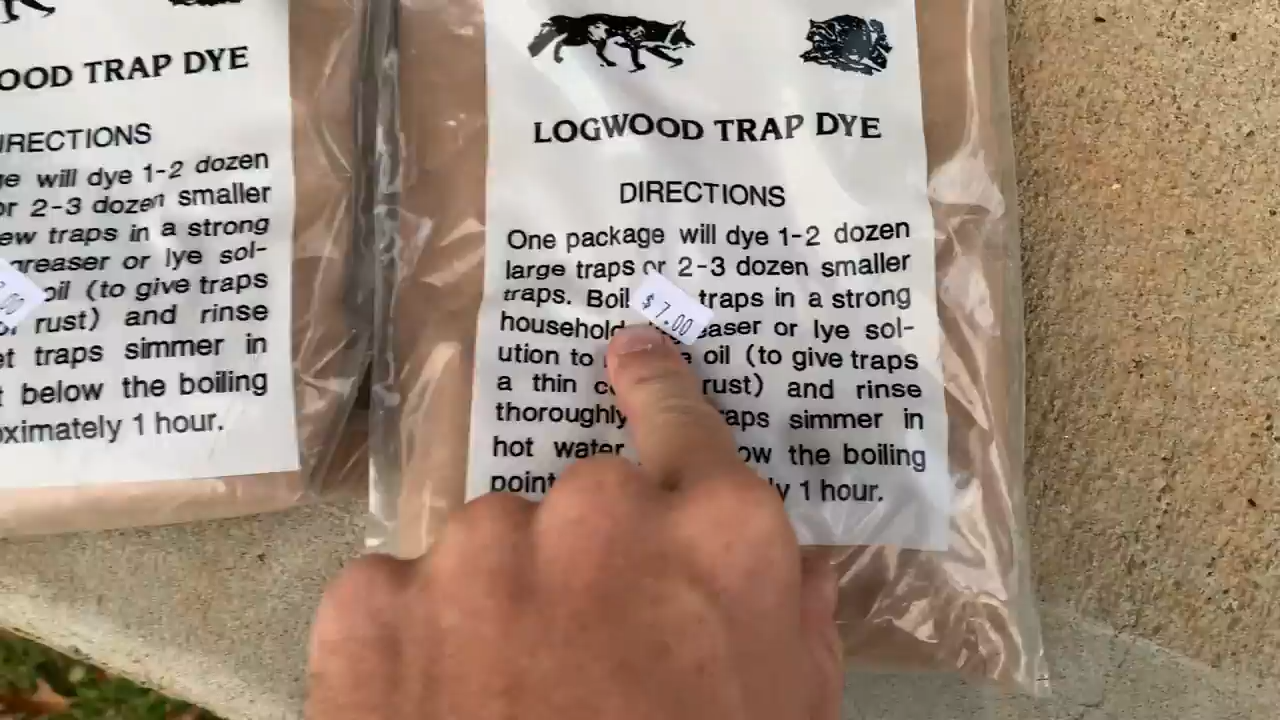 OOD TRAP DYE
IRECTIONS
ge will dye 1-2 dozen
or 2-3 dozen smaller
ew traps in a strong
greaser or lye sol-
oil (to give traps
rust) and rinse
et traps simmer in
t below the boiling
oximately 1 hour.
LOGWOOD TRAP DYE
DIRECTIONS
One package will dye 1-2 dozen
large traps or 2-3 dozen smaller
traps. Boil traps in a strong
household easer or lye sol-
ution to oil (to give traps
a thin rust) and rinse
thoroughly raps simmer in
hot water ow the boiling
point ly 1 hour.
$7.00